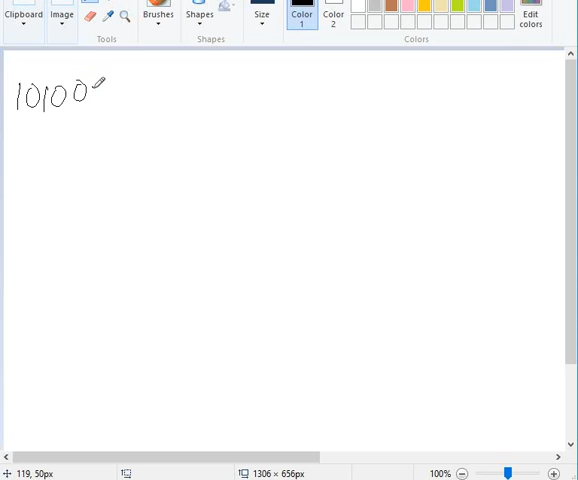 Clipboard
Image
Tools
Brushes
Shapes
Shapes
Size
Color
1
Color
2
Colors
Edit
colors
10100
119, 50px
1306 × 656px
100%